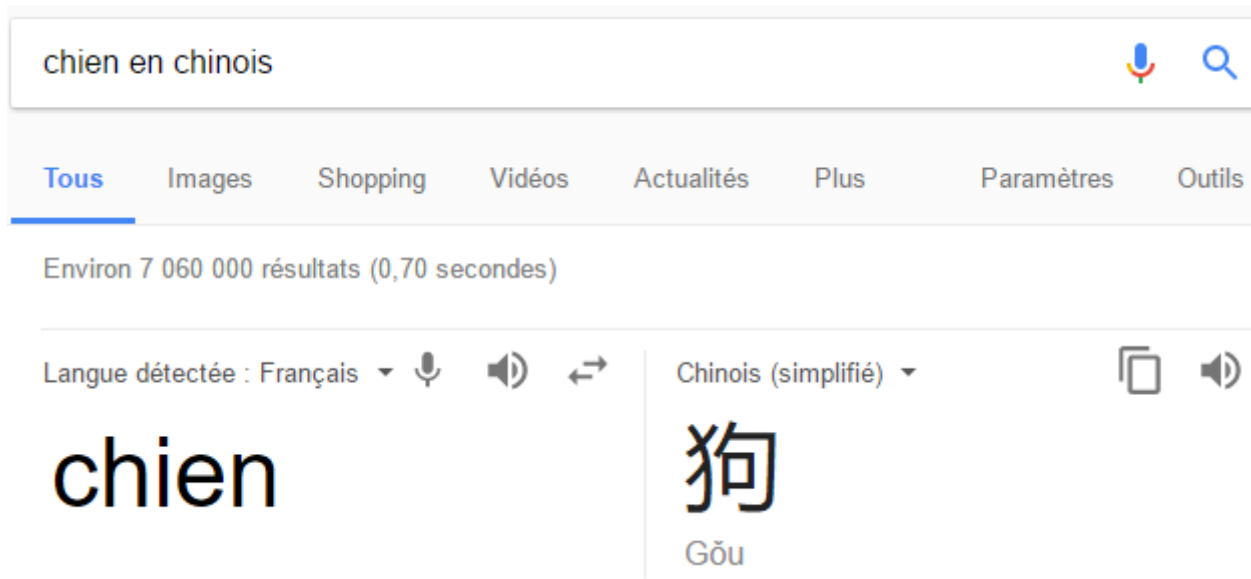 chien en chinois
Tous Images Shopping Vidéos Actualités Plus Paramètres Outils
Environ 7 060 000 résultats (0,70 secondes)
Langue détectée : Français Chinois (simplifié)
chien 狗
Gǒu